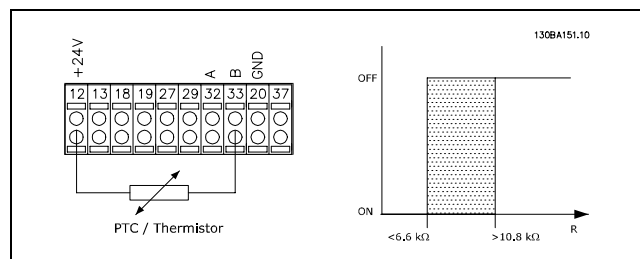 130BA151.10
+24V
A
B
GND
12 13 18 19 27 29 32 33 20 37
PTC / Thermistor
OFF
ON
<6.6 kΩ
>10.8 kΩ
R